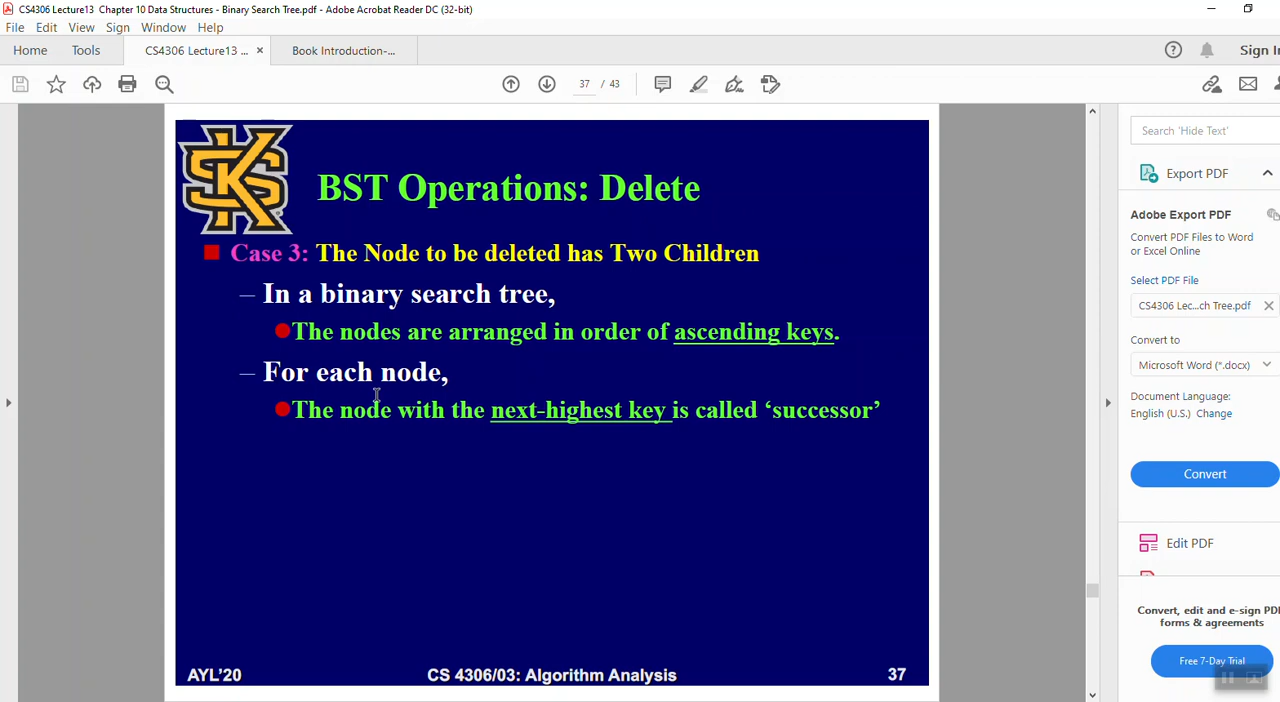 CS4306 Lecture13  Chapter 10 Data Structures - Binary Search Tree.pdf - Adobe Acrobat Reader DC (32-bit)
File Edit View Sign Window Help
Home Tools CS4306 Lecture13 ... × Book Introduction-... Sign In
37 / 43
BST Operations: Delete
Case 3: The Node to be deleted has Two Children
– In a binary search tree,
The nodes are arranged in order of ascending keys.
– For each node,
The node with the next-highest key is called ‘successor’
AYL’20 CS 4306/03: Algorithm Analysis 37
Search 'Hide Text'
Export PDF
Adobe Export PDF
Convert PDF Files to Word
or Excel Online
Select PDF File
CS4306 Lec...ch Tree.pdf
Convert to
Microsoft Word (*.docx)
Document Language:
English (U.S.) Change
Convert
Edit PDF
Convert, edit and e-sign PDF
forms & agreements
Free 7-Day Trial